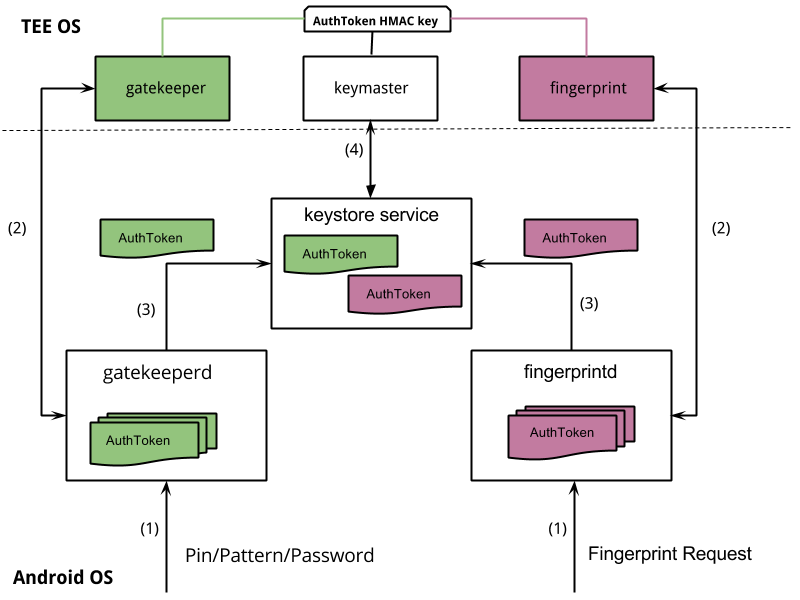 AuthToken HMAC key
TEE OS
gatekeeper
keymaster
fingerprint
(4)
(2)
(2)
keystore service
AuthToken
AuthToken
AuthToken
AuthToken
(3)
(3)
gatekeeperd
fingerprintd
AuthToken
AuthToken
(1)
(1)
Pin/Pattern/Password
Fingerprint Request
Android OS